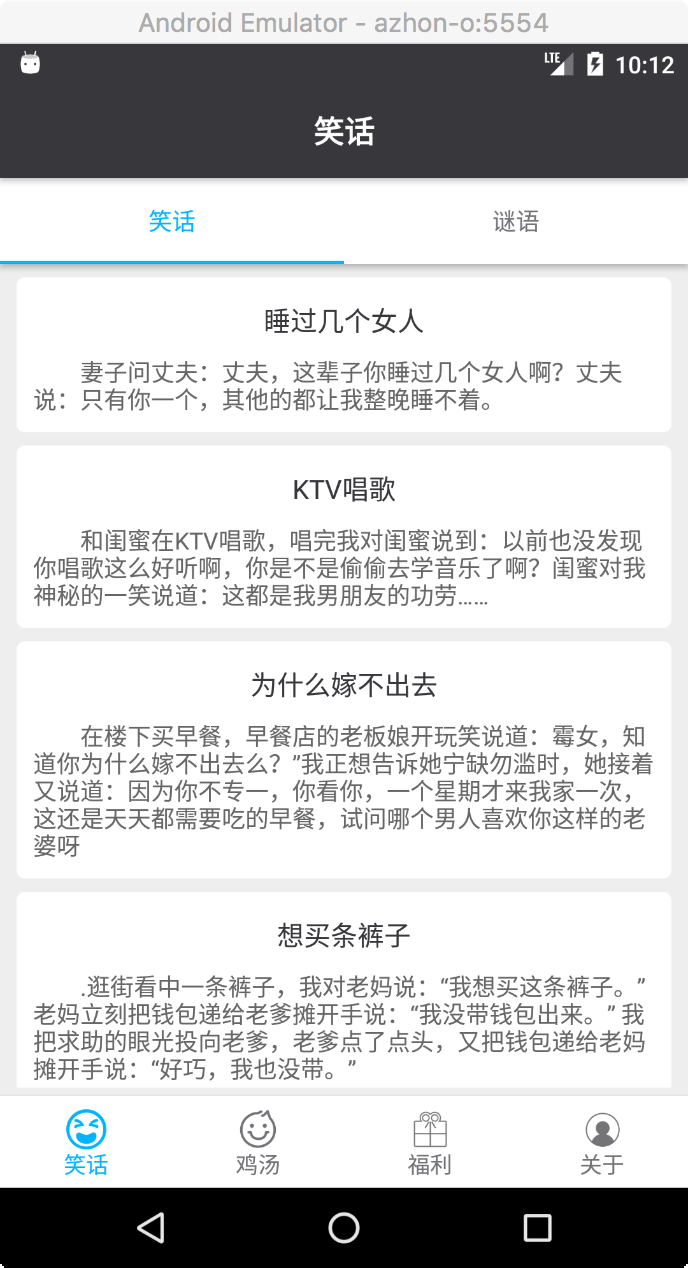 Android Emulator - azhon-o:5554
LTE 10:12
笑话
笑话 谜语
睡过几个女人
妻子问丈夫：丈夫，这辈子你睡过几个女人啊？丈夫
说：只有你一个，其他的都让我整晚睡不着。
KTV唱歌
和闺蜜在KTV唱歌，唱完我对闺蜜说到：以前也没发现
你唱歌这么好听啊，你是不是偷偷去学音乐了啊？闺蜜对我
神秘的一笑说道：这都是我男朋友的功劳……
为什么嫁不出去
在楼下买早餐，早餐店的老板娘开玩笑说道：霉女，知
道你为什么嫁不出去么？”我正想告诉她宁缺勿滥时，她接着
又说道：因为你不专一，你看你，一个星期才来我家一次，
这还是天天都需要吃的早餐，试问哪个男人喜欢你这样的老
婆呀
想买条裤子
.逛街看中一条裤子，我对老妈说：“我想买这条裤子。”
老妈立刻把钱包递给老爹摊开手说：“我没带钱包出来。” 我
把求助的眼光投向老爹，老爹点了点头，又把钱包递给老妈
摊开手说：“好巧，我也没带。”
笑话 鸡汤 福利 关于